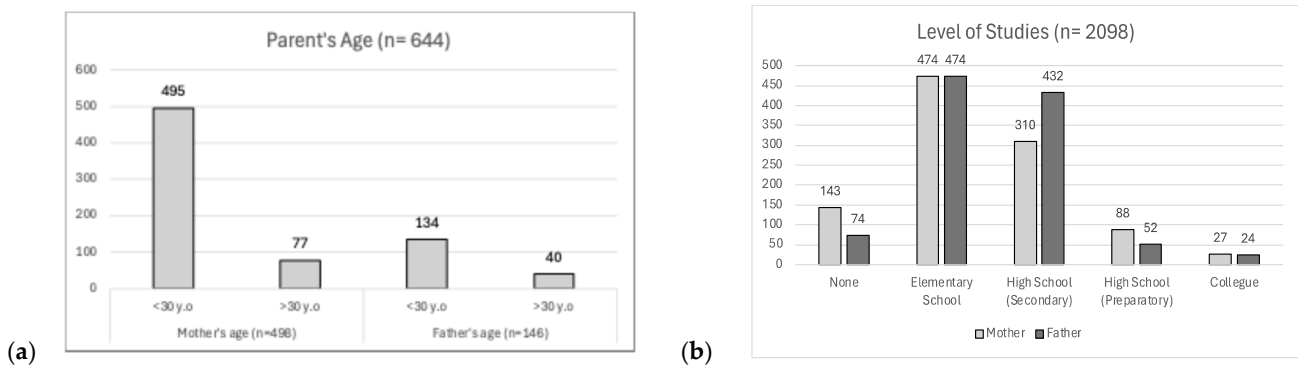 Parent's Age (n= 644)
600
500
400
300
200
100
0
495
77
134
40
<30 y.o
>30 y.o
<30 y.o
>30 y.o
Mother's age (n=498)
Father's age (n=146)
(a)
Level of Studies (n= 2098)
500
450
400
350
300
250
200
150
100
50
0
143
74
474
474
310
432
88
52
27
24
None
Elementary
School
High School
(Secondary)
High School
(Preparatory)
Collegue
Mother
Father
(b)